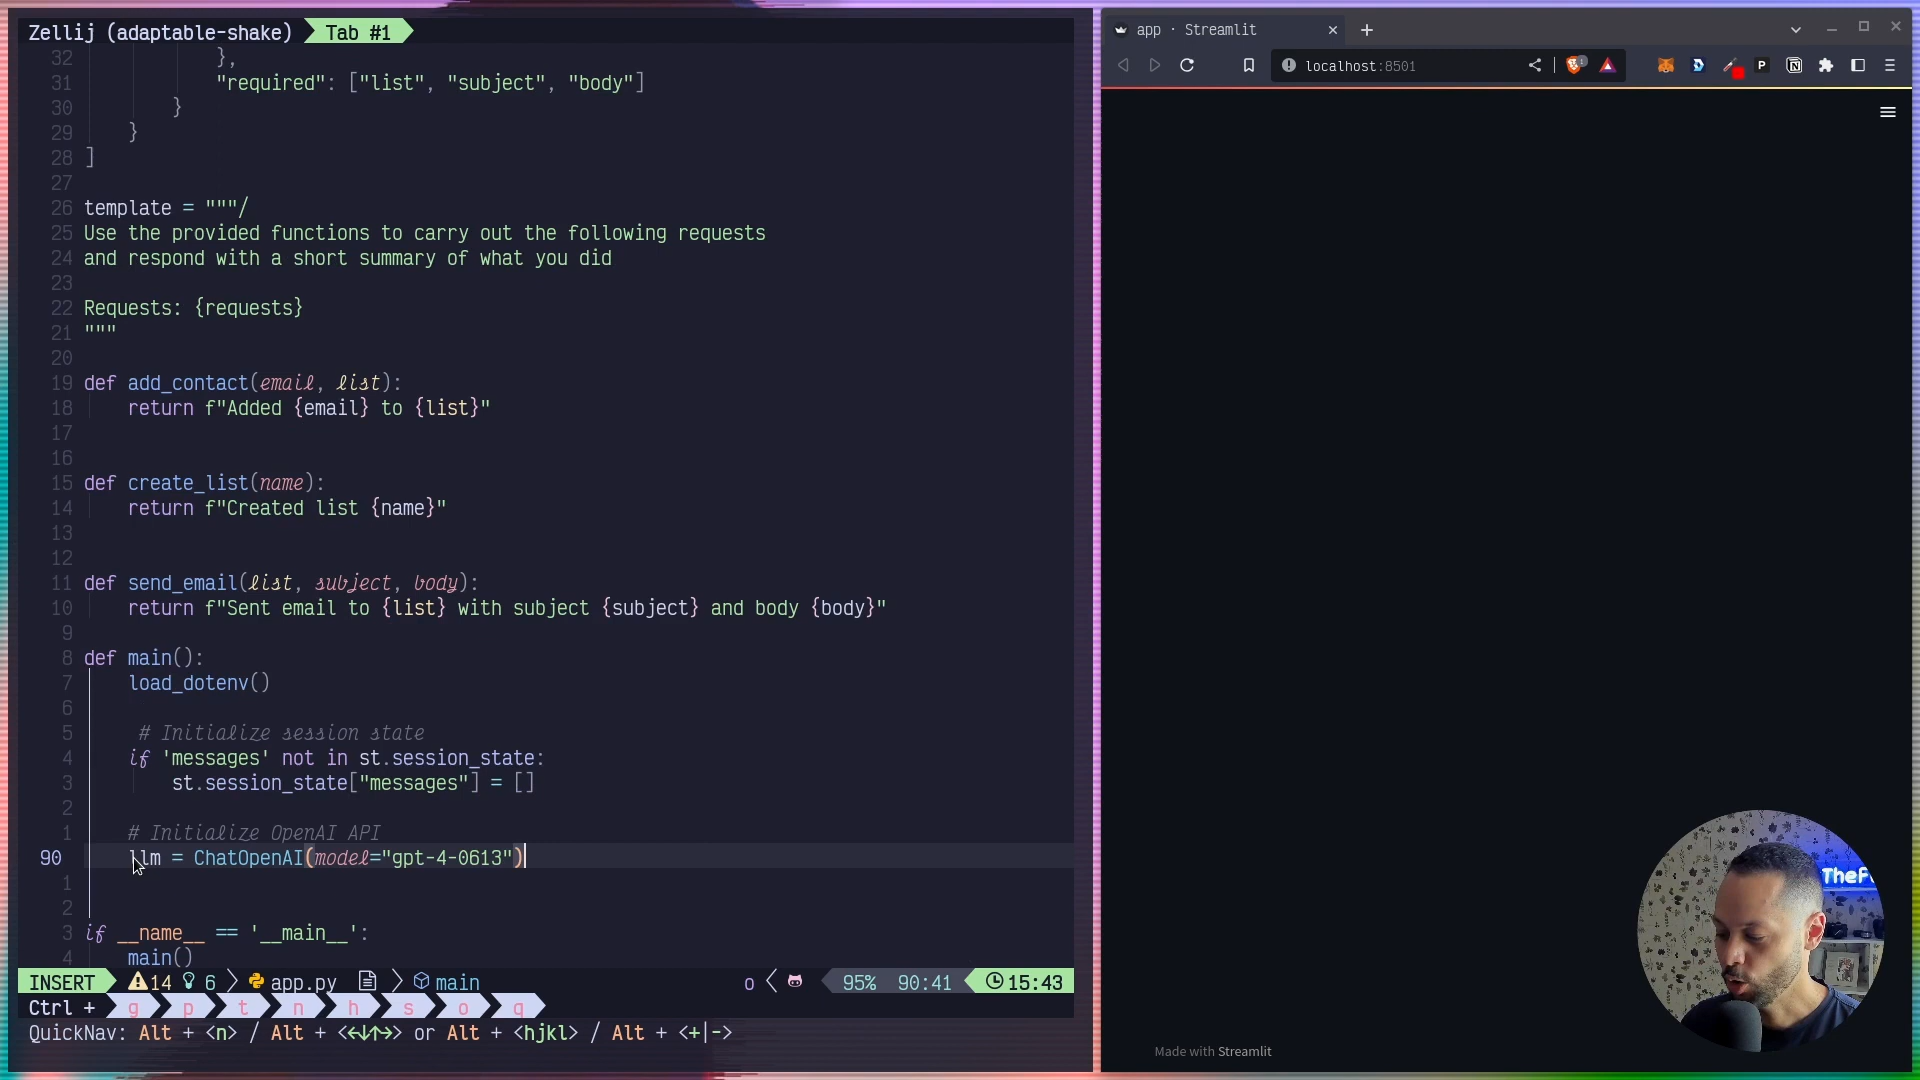 Zellij (adaptable-shake) Tab #1
32 },
31 "required": ["list", "subject", "body"]
30 }
29 }
28 ]
27
26 template = """/
25 Use the provided functions to carry out the following requests
24 and respond with a short summary of what you did
23
22 Requests: {requests}
21 """
20
19 def add_contact(email, list):
18 return f"Added {email} to {list}"
17
16
15 def create_list(name):
14 return f"Created list {name}"
13
12
11 def send_email(list, subject, body):
10 return f"Sent email to {list} with subject {subject} and body {body}"
9
8 def main():
7 load_dotenv()
6
5 # Initialize session state
4 if 'messages' not in st.session_state:
3 st.session_state["messages"] = []
2
1 # Initialize OpenAI API
90 llm = ChatOpenAI(model="gpt-4-0613")
1
2
3 if __name__ == '__main__':
4 main()
INSERT 14 6 app.py main o 95% 90:41 15:43
Ctrl + g p t n h s o q
QuickNav: Alt + <n> / Alt + <←↓↑→> or Alt + <hjkl> / Alt + <+|->
app · Streamlit
localhost:8501
Made with Streamlit